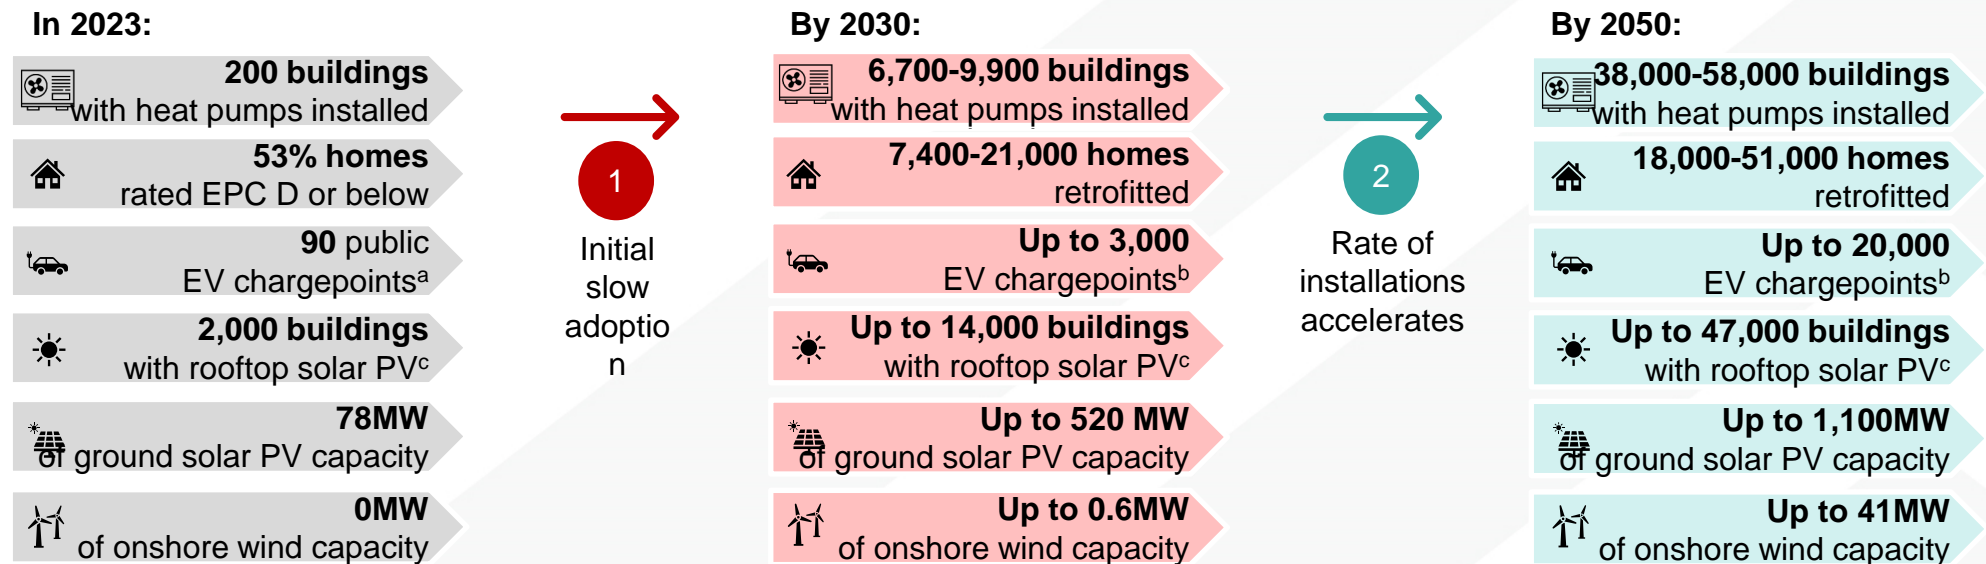 In 2023:
200 buildings
with heat pumps installed
53% homes
rated EPC D or below
90 public
EV chargepointsᵃ
2,000 buildings
with rooftop solar PVᶜ
78MW
of ground solar PV capacity
0MW
of onshore wind capacity
1
Initial
slow
adoptio
n
By 2030:
6,700-9,900 buildings
with heat pumps installed
7,400-21,000 homes
retrofitted
Up to 3,000
EV chargepointsᵇ
Up to 14,000 buildings
with rooftop solar PVᶜ
Up to 520 MW
of ground solar PV capacity
Up to 0.6MW
of onshore wind capacity
2
Rate of
installations
accelerates
By 2050:
38,000-58,000 buildings
with heat pumps installed
18,000-51,000 homes
retrofitted
Up to 20,000
EV chargepointsᵇ
Up to 47,000 buildings
with rooftop solar PVᶜ
Up to 1,100MW
of ground solar PV capacity
Up to 41MW
of onshore wind capacity